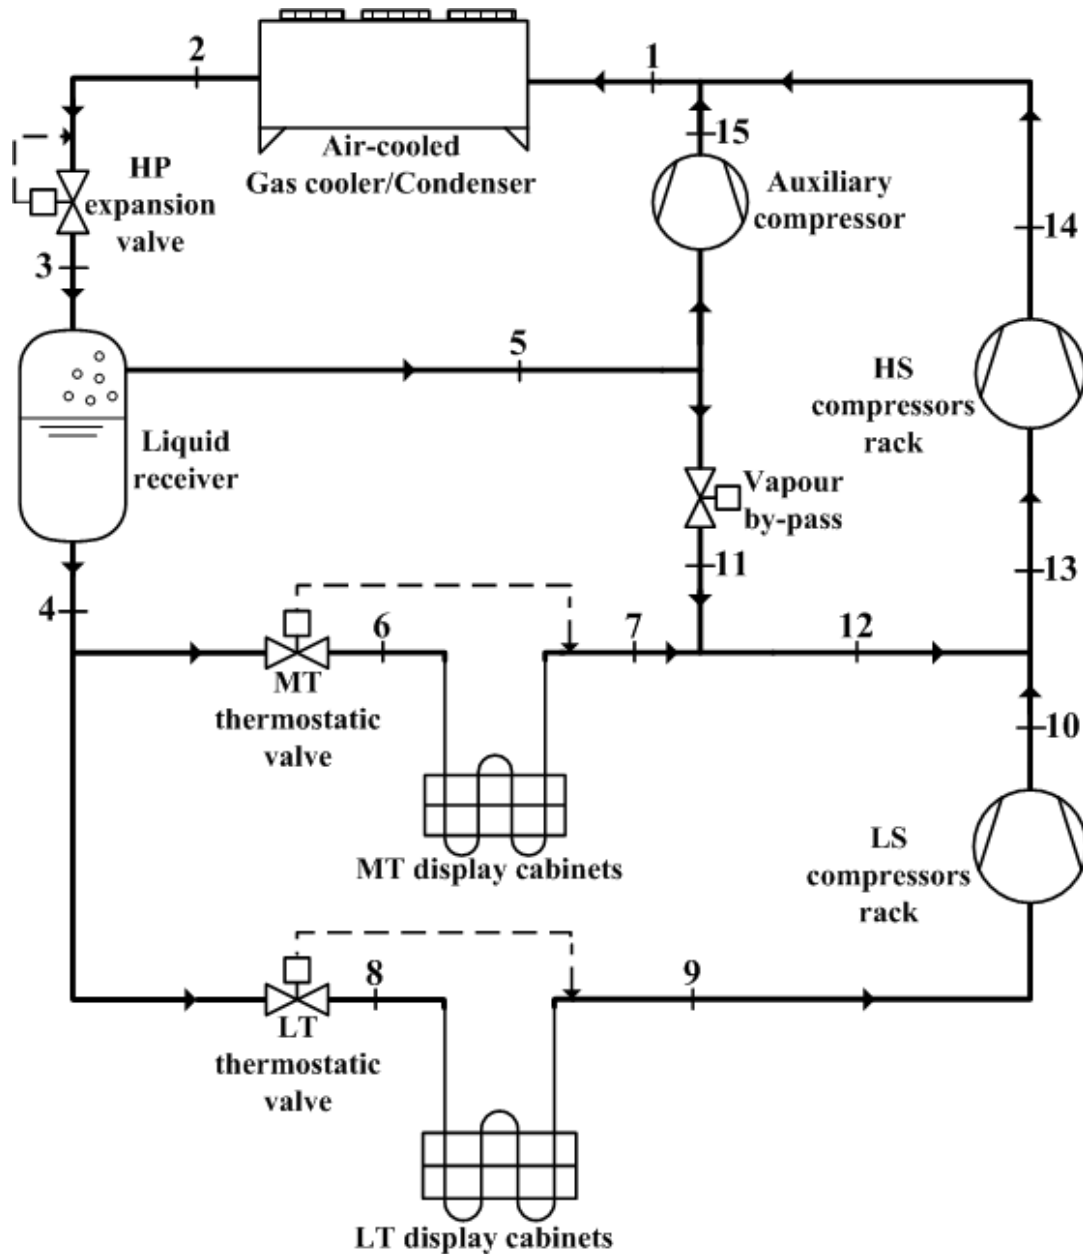 2
1
Air-cooled
Gas cooler/Condenser
15
HP
expansion
valve
Auxiliary
compressor
14
3
5
HS
compressors
rack
Liquid
receiver
Vapour
by-pass
11
13
4
6
7
12
MT
thermostatic
valve
10
MT display cabinets
LS
compressors
rack
8
9
LT
thermostatic
valve
LT display cabinets